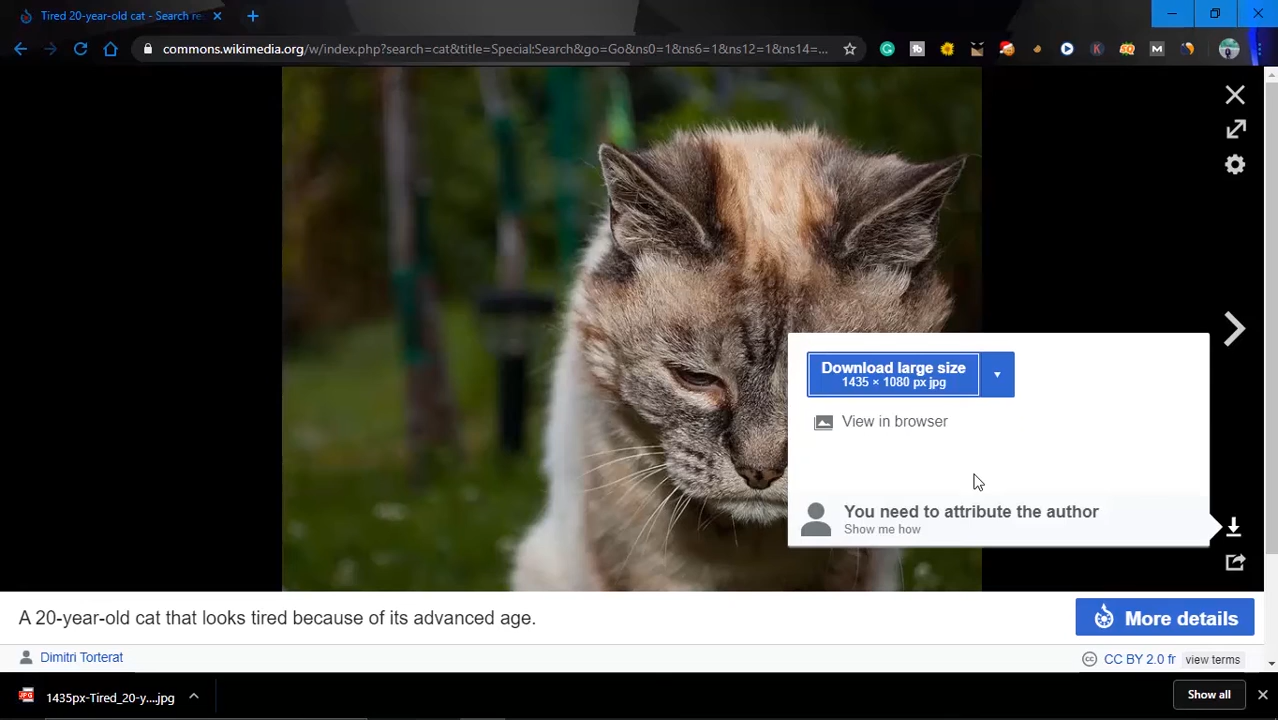 Tired 20-year-old cat - Search re
commons.wikimedia.org/w/index.php?search=cat&title=Special:Search&go=Go&ns0=1&ns6=1&ns12=1&ns14=...
Download large size
1435 × 1080 px jpg
View in browser
You need to attribute the author
Show me how
A 20-year-old cat that looks tired because of its advanced age.
More details
Dimitri Torterat
CC BY 2.0 fr
view terms
1435px-Tired_20-y....jpg
Show all